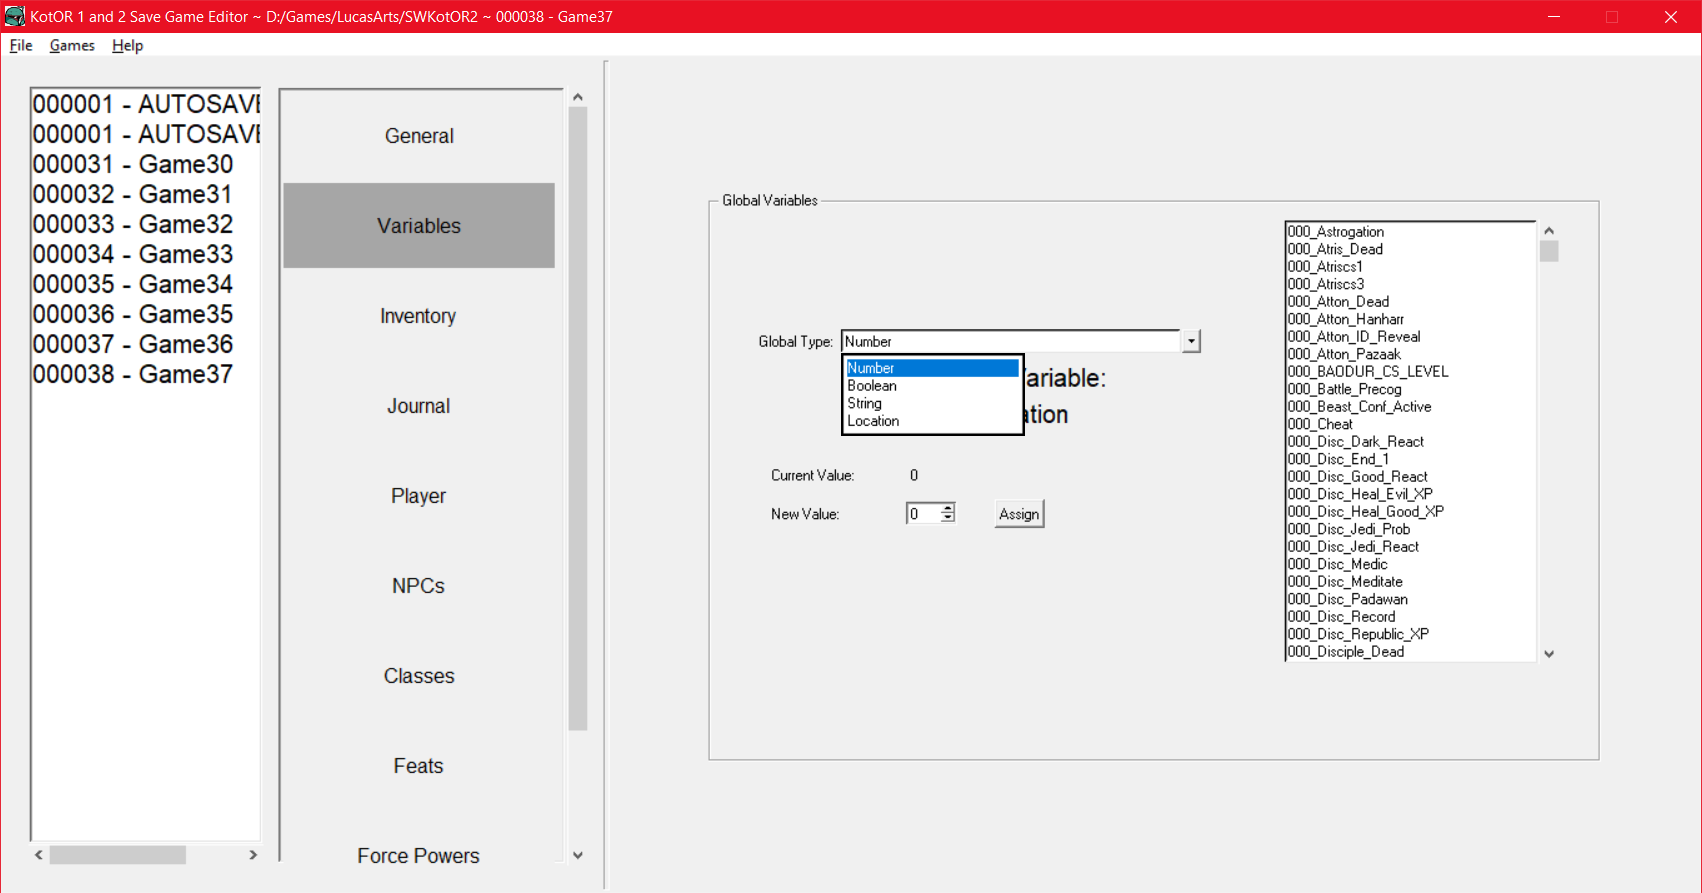 KotOR 1 and 2 Save Game Editor ~ D:/Games/LucasArts/SWKotOR2 ~ 000038 - Game37
File Games Help
000001 - AUTOSAVE
000001 - AUTOSAVE
000031 - Game30
000032 - Game31
000033 - Game32
000034 - Game33
000035 - Game34
000036 - Game35
000037 - Game36
000038 - Game37
General
Variables
Inventory
Journal
Player
NPCs
Classes
Feats
Force Powers
Global Variables
Global Type: Number
Number
Boolean
String
Location
ariable:
ation
Current Value: 0
New Value: 0 Assign
000_Astrogation
000_Atris_Dead
000_Atriscs1
000_Atriscs3
000_Atton_Dead
000_Atton_Hanharr
000_Atton_ID_Reveal
000_Atton_Pazaak
000_BAODUR_CS_LEVEL
000_Battle_Precog
000_Beast_Conf_Active
000_Cheat
000_Disc_Dark_React
000_Disc_End_1
000_Disc_Good_React
000_Disc_Heal_Evil_XP
000_Disc_Heal_Good_XP
000_Disc_Jedi_Prob
000_Disc_Jedi_React
000_Disc_Medic
000_Disc_Meditate
000_Disc_Padawan
000_Disc_Record
000_Disc_Republic_XP
000_Disciple_Dead